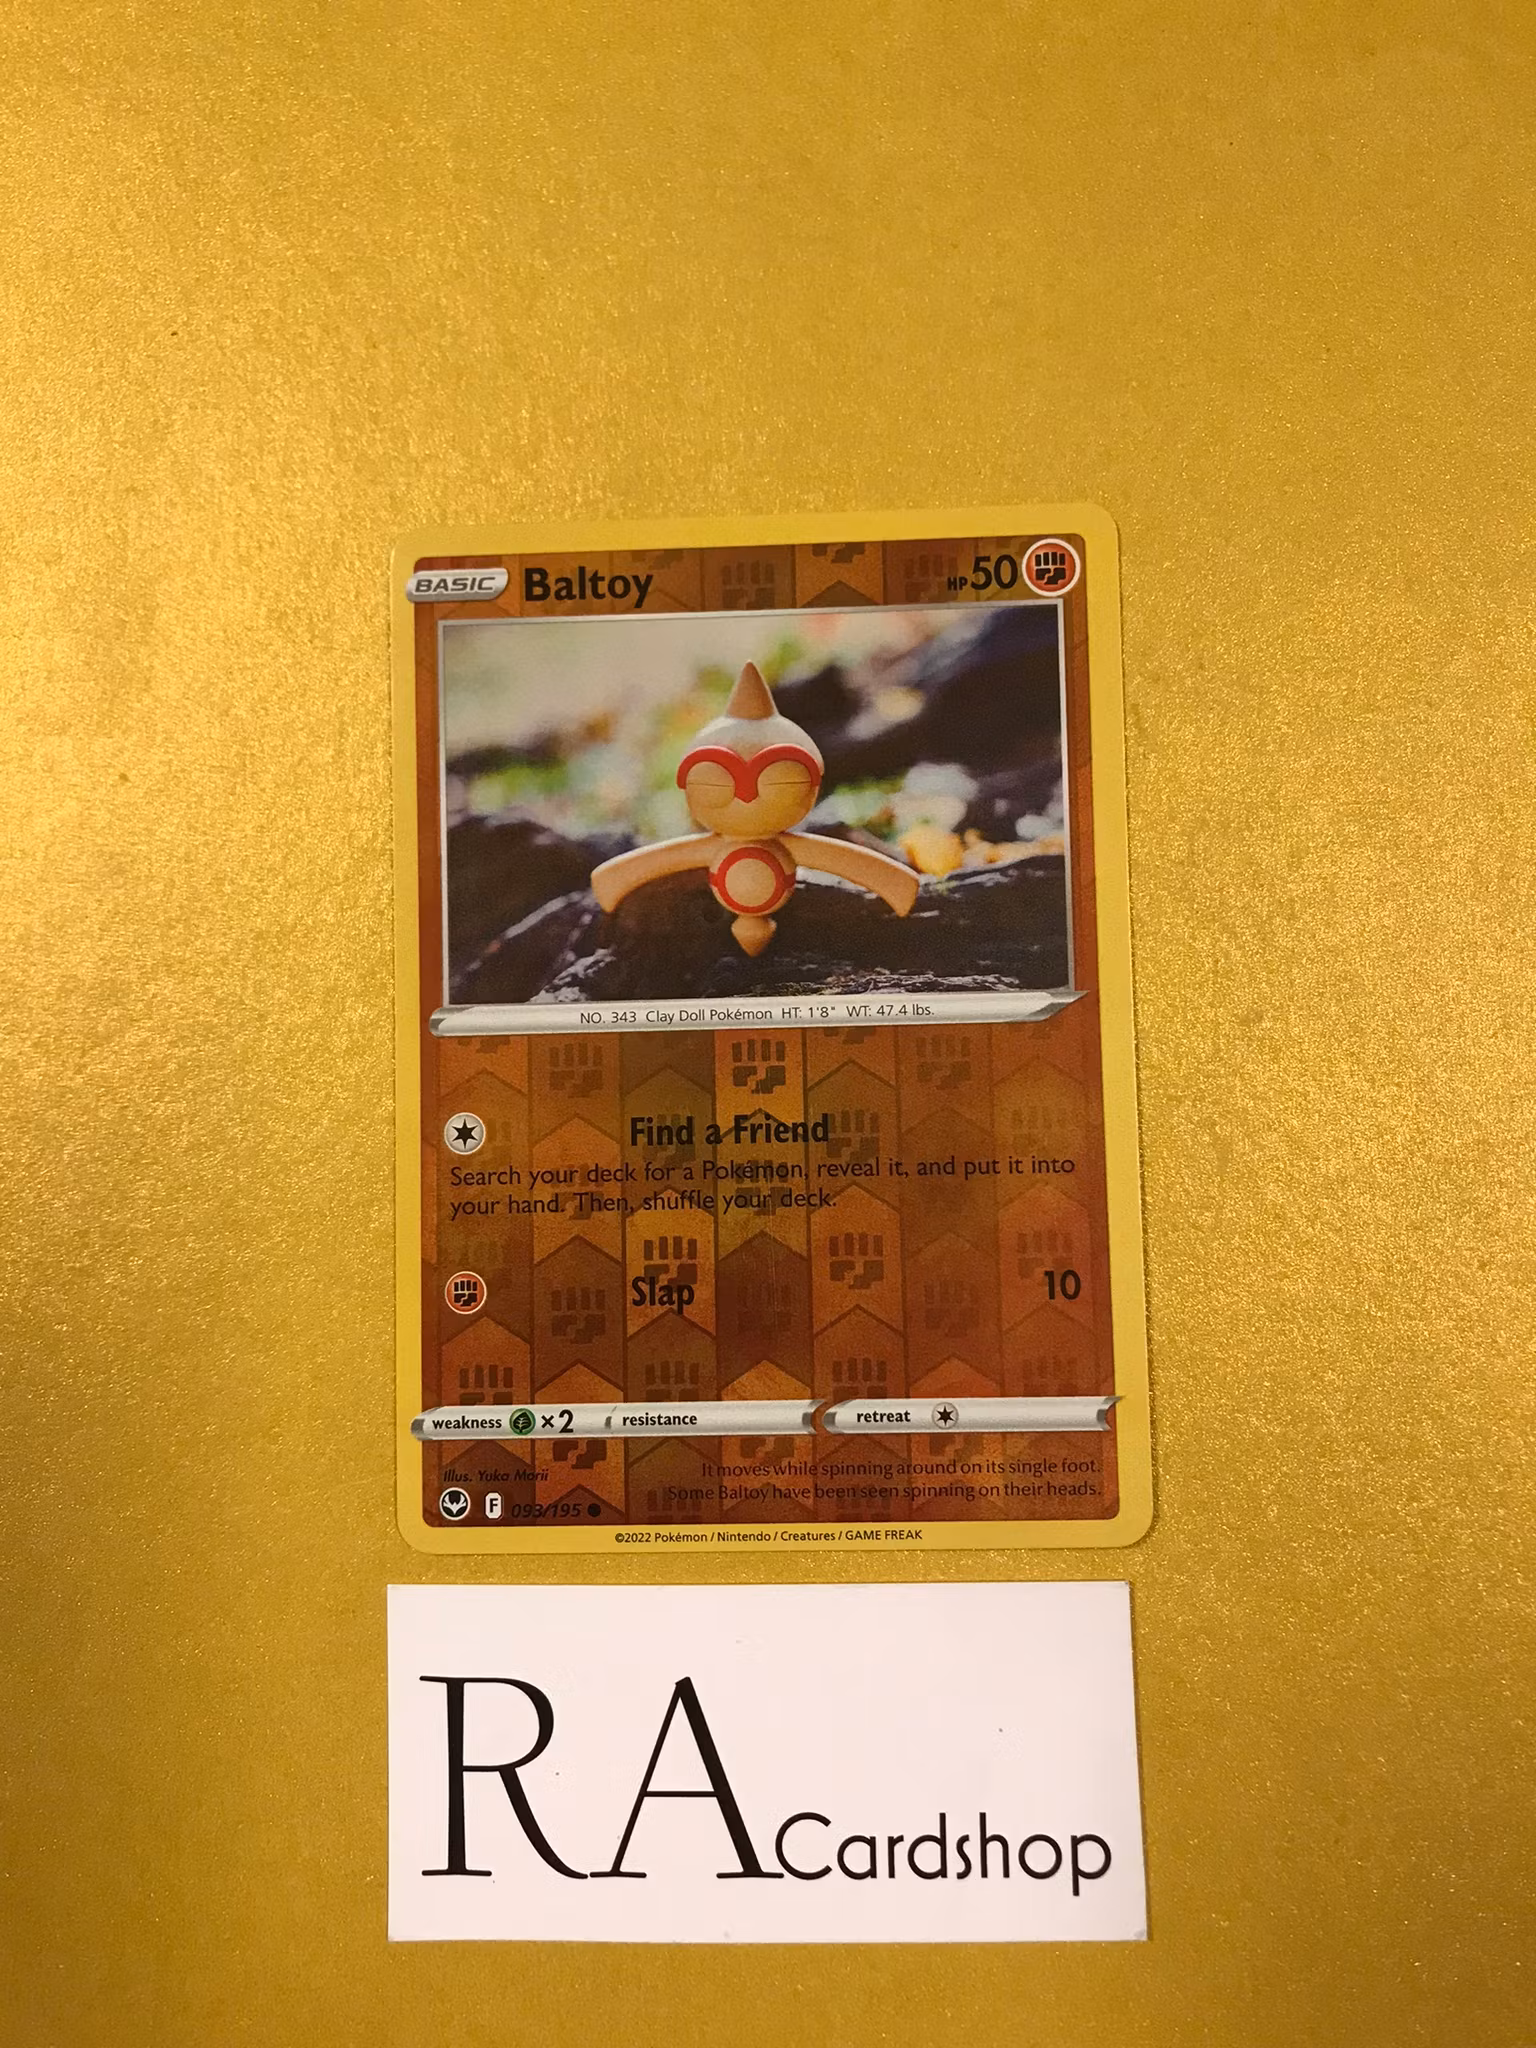 BASIC Baltoy HP 50
NO. 343 Clay Doll Pokémon HT: 1'8" WT: 47.4 lbs.
Find a Friend
Search your deck for a Pokémon, reveal it, and put it into
your hand. Then, shuffle your deck.
Slap 10
weakness ×2 resistance retreat
Illus. Yuka Morii
It moves while spinning around on its single foot.
Some Baltoy have been seen spinning on their heads.
F 093/195
©2022 Pokémon / Nintendo / Creatures / GAME FREAK
RA Cardshop